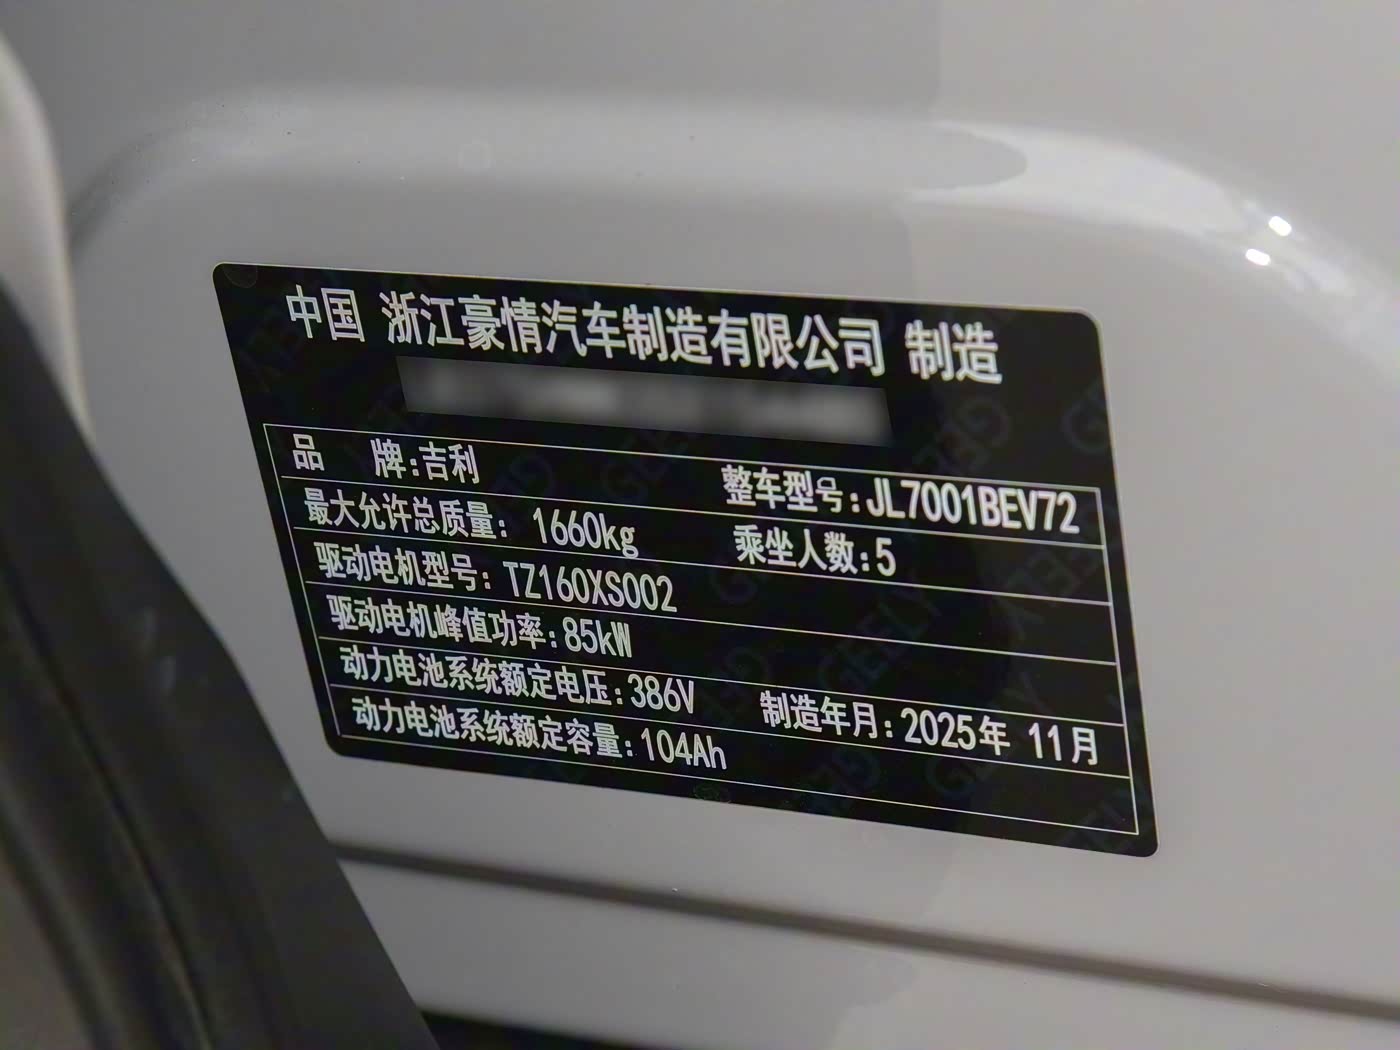 中国 浙江豪情汽车制造有限公司 制造
品 牌:吉利 整车型号:JL7001BEV72
最大允许总质量: 1660kg 乘坐人数:5
驱动电机型号: TZ160XS002
驱动电机峰值功率:85kW
动力电池系统额定电压:386V 制造年月:2025年 11月
动力电池系统额定容量:104Ah